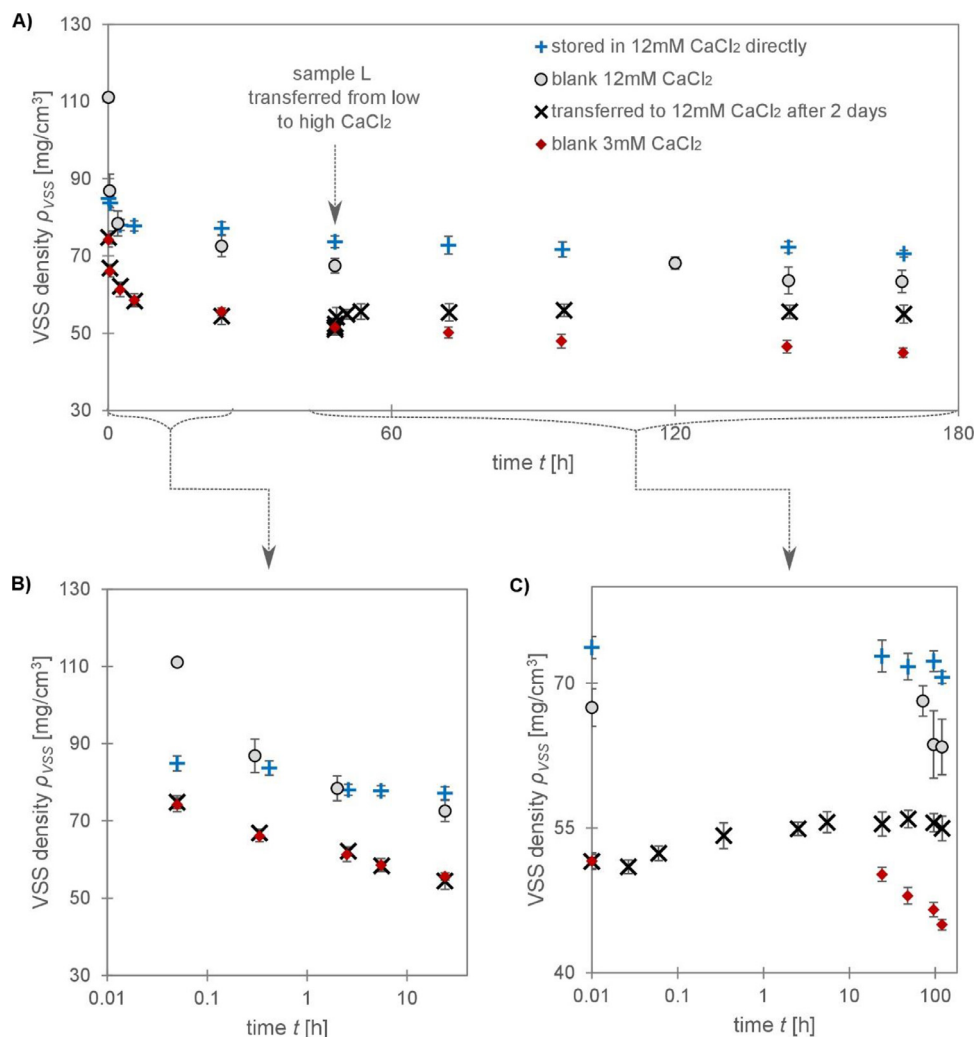 A)
130
110
90
70
50
30
VSS density ρVSS [mg/cm³]
stored in 12mM CaCl₂ directly
blank 12mM CaCl₂
transferred to 12mM CaCl₂ after 2 days
blank 3mM CaCl₂
sample L
transferred from low
to high CaCl₂
0 60 120 180
time t [h]
B)
130
110
90
70
50
30
VSS density ρVSS [mg/cm³]
0.01 0.1 1 10
time t [h]
C)
70
55
40
VSS density ρVSS [mg/cm³]
0.01 0.1 1 10 100
time t [h]